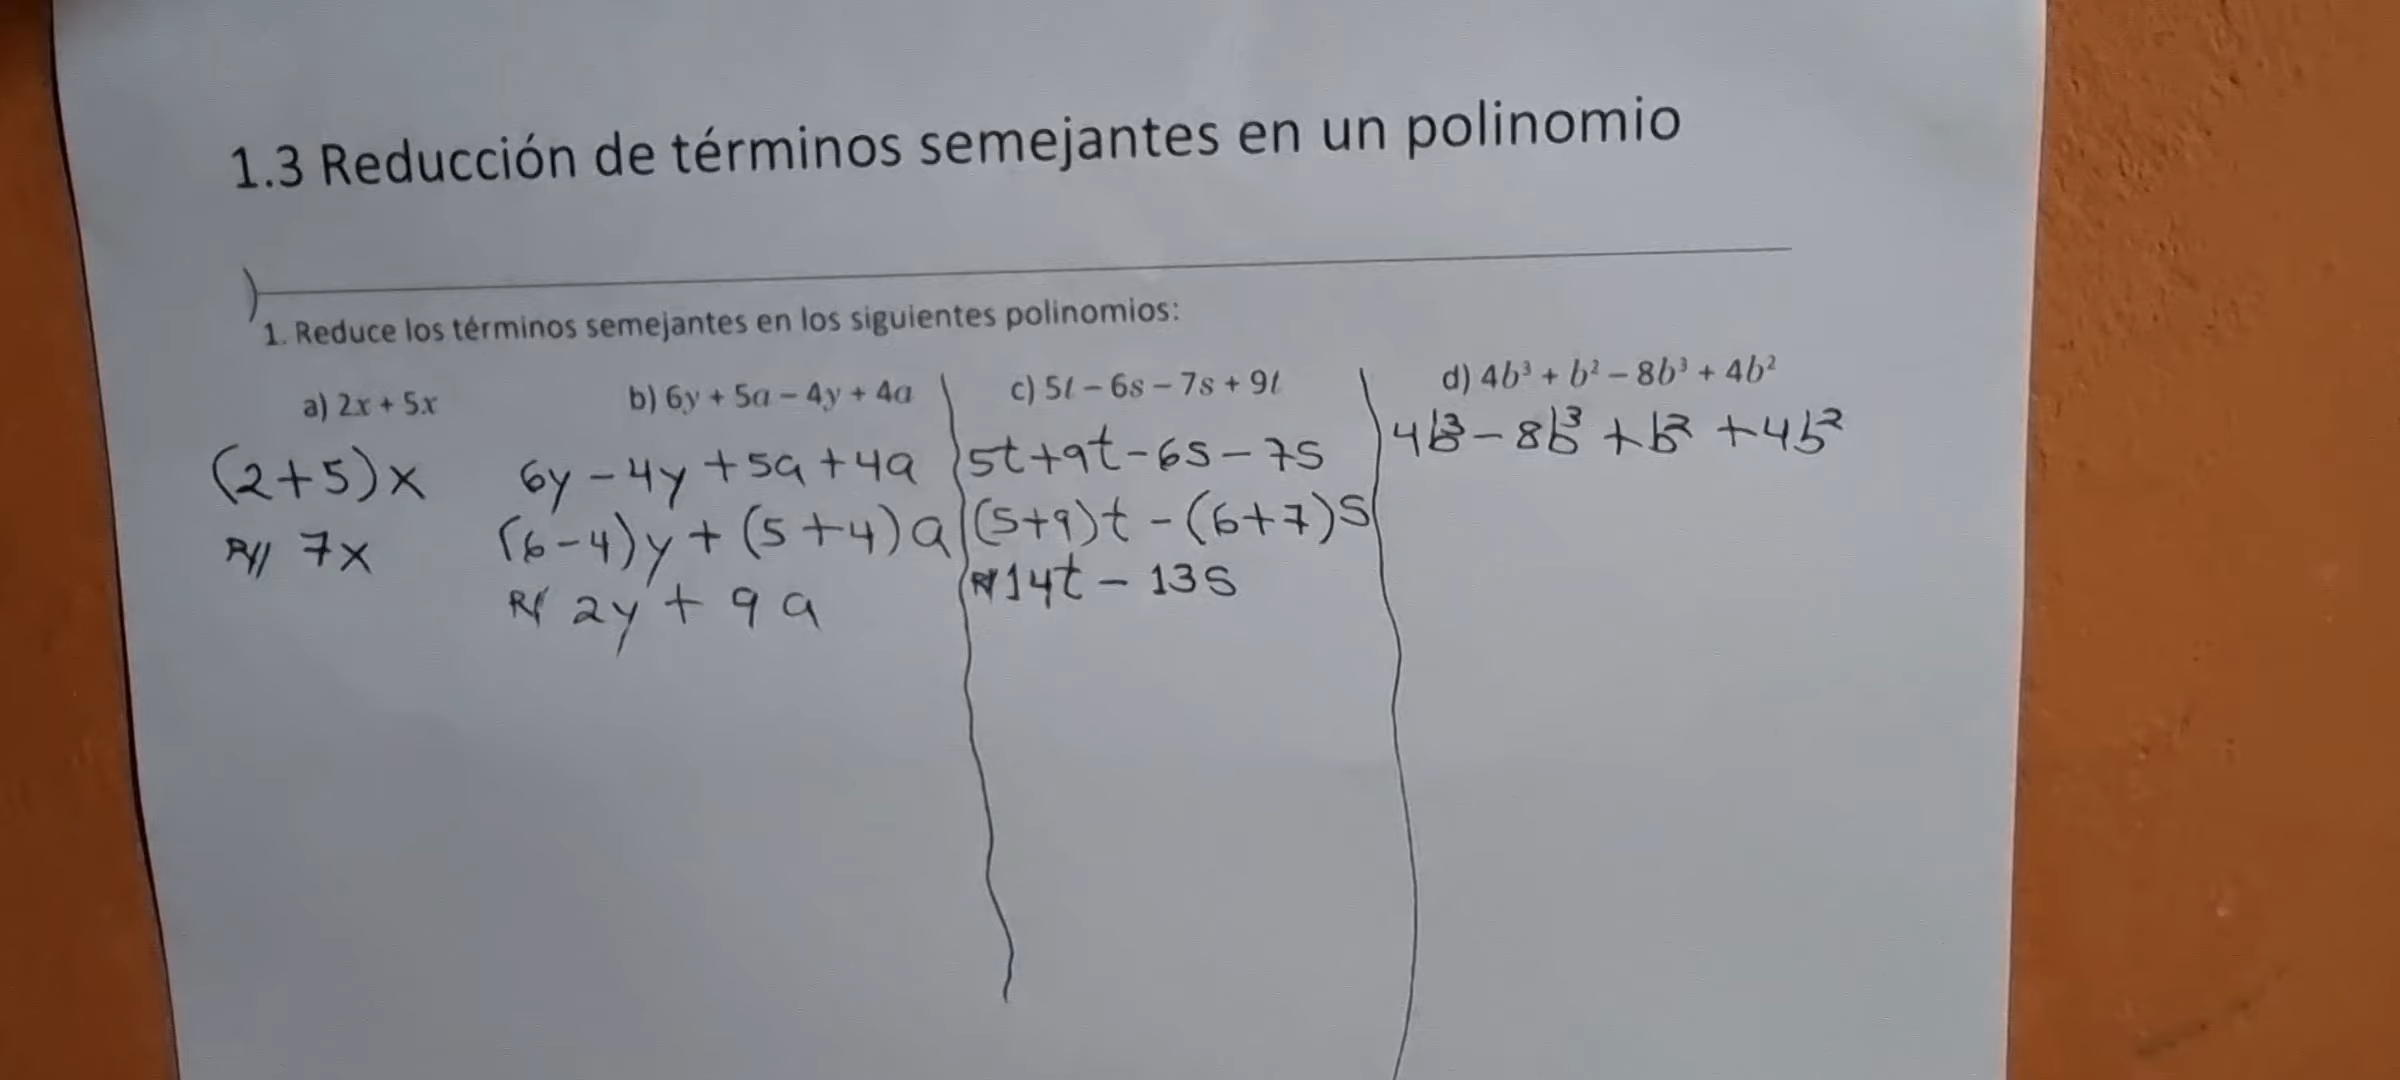 1.3 Reducción de términos semejantes en un polinomio
1. Reduce los términos semejantes en los siguientes polinomios:
a) 2x + 5x
(2+5)x
R// 7x
b) 6y + 5a – 4y + 4a
6y - 4y + 5a + 4a
(6-4)y + (5+4)a
R// 2y + 9a
c) 5t – 6s – 7s + 9t
5t+9t-6s-7s
(5+9)t - (6+7)s
R// 14t - 13s
d) 4b³ + b² – 8b³ + 4b²
4b³ - 8b³ + b² + 4b²